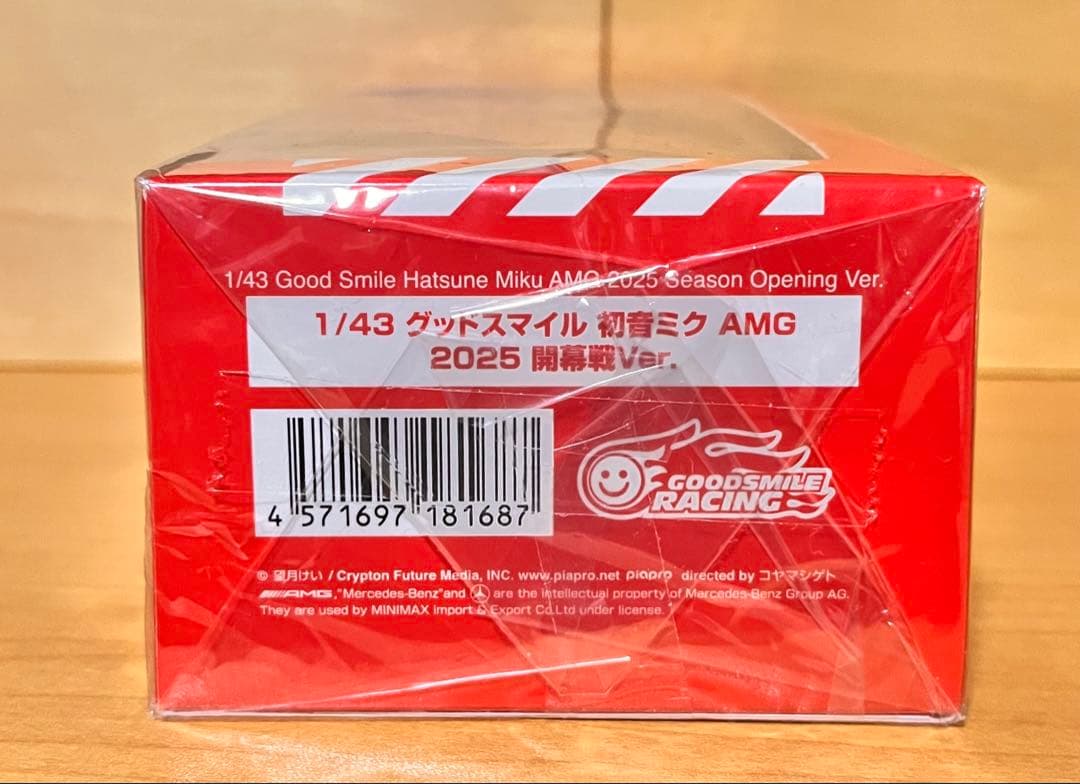 1/43 Good Smile Hatsune Miku AMG 2025 Season Opening Ver.
1/43 グッドスマイル 初音ミク AMG
2025 開幕戦Ver.
4 571697 181687
GOODSMILE
RACING
© 望月けい / Crypton Future Media, INC. www.piapro.net piapro directed by コヤマシゲト
AMG, "Mercedes-Benz"and are the intellectual property of Mercedes-Benz Group AG.
They are used by MINIMAX Import & Export Co.Ltd under license.